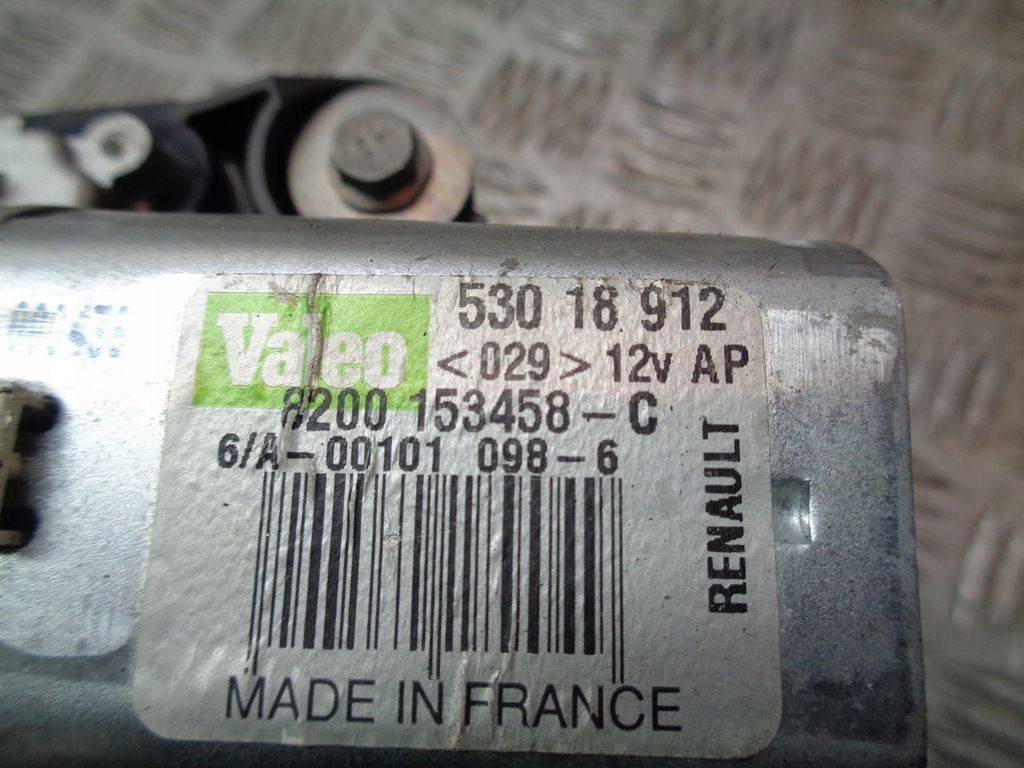 Valeo
530 18 912
<029> 12v AP
8200 153458-C
6/A-00101 098-6
RENAULT
MADE IN FRANCE